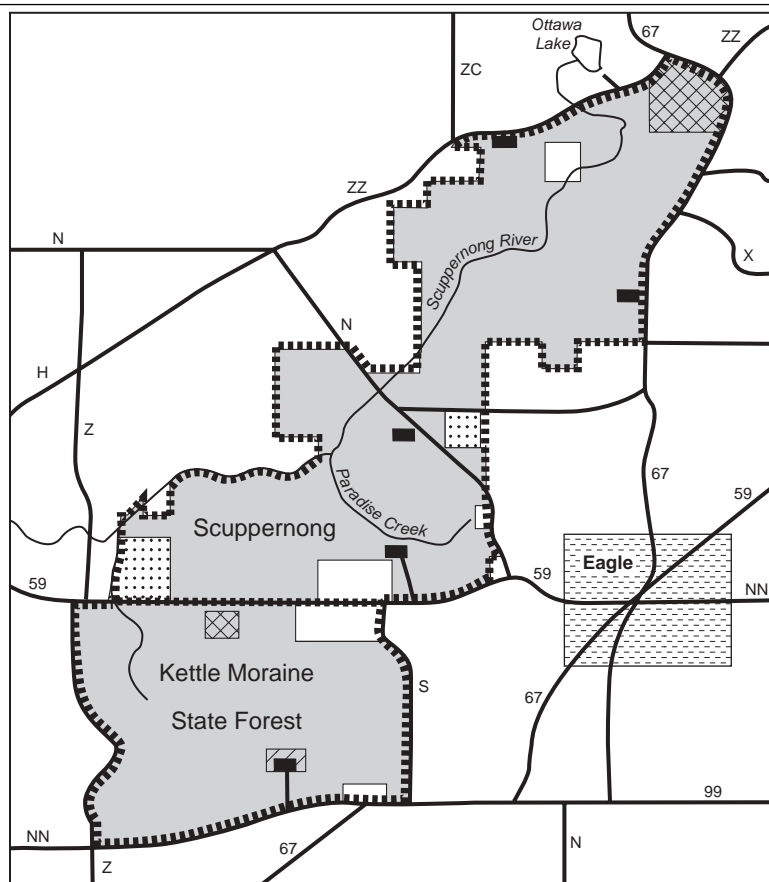 Ottawa
Lake
67
ZZ
ZC
ZZ
N
Scuppernong River
X
N
H
Z
67
59
Paradise Creek
Scuppernong
Eagle
59
59
NN
Kettle Moraine
S
67
State Forest
99
NN
67
N
Z